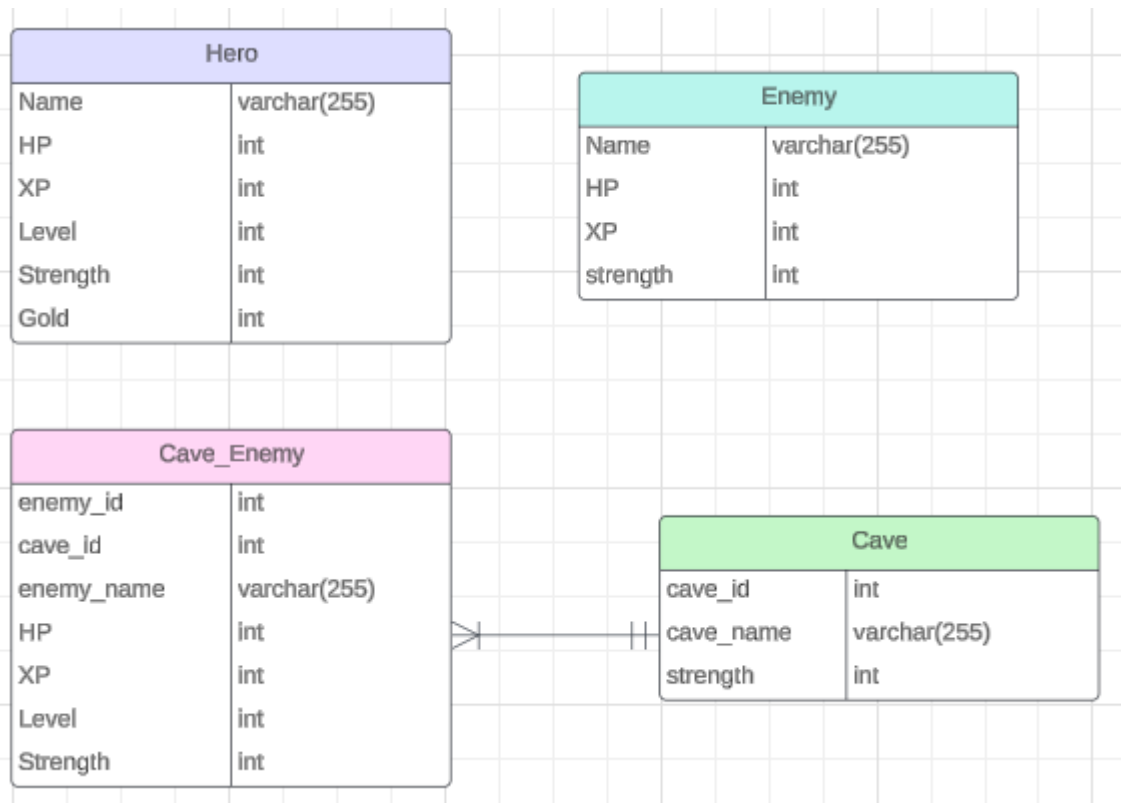 Hero
Name varchar(255)
HP int
XP int
Level int
Strength int
Gold int
Enemy
Name varchar(255)
HP int
XP int
strength int
Cave_Enemy
enemy_id int
cave_id int
enemy_name varchar(255)
HP int
XP int
Level int
Strength int
Cave
cave_id int
cave_name varchar(255)
strength int